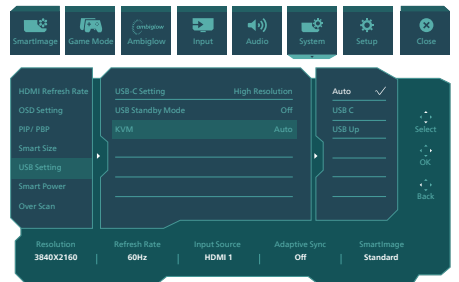 ambiglow
SmartImage Game Mode Ambiglow Input Audio System Setup Close
HDMI Refresh Rate USB-C Setting High Resolution Auto
OSD Setting USB Standby Mode Off USB C
PIP/ PBP KVM Auto USB Up Select
Smart Size
USB Setting OK
Smart Power
Back
Over Scan
Resolution Refresh Rate Input Source Adaptive Sync SmartImage
3840X2160 | 60Hz | HDMI 1 | Off | Standard